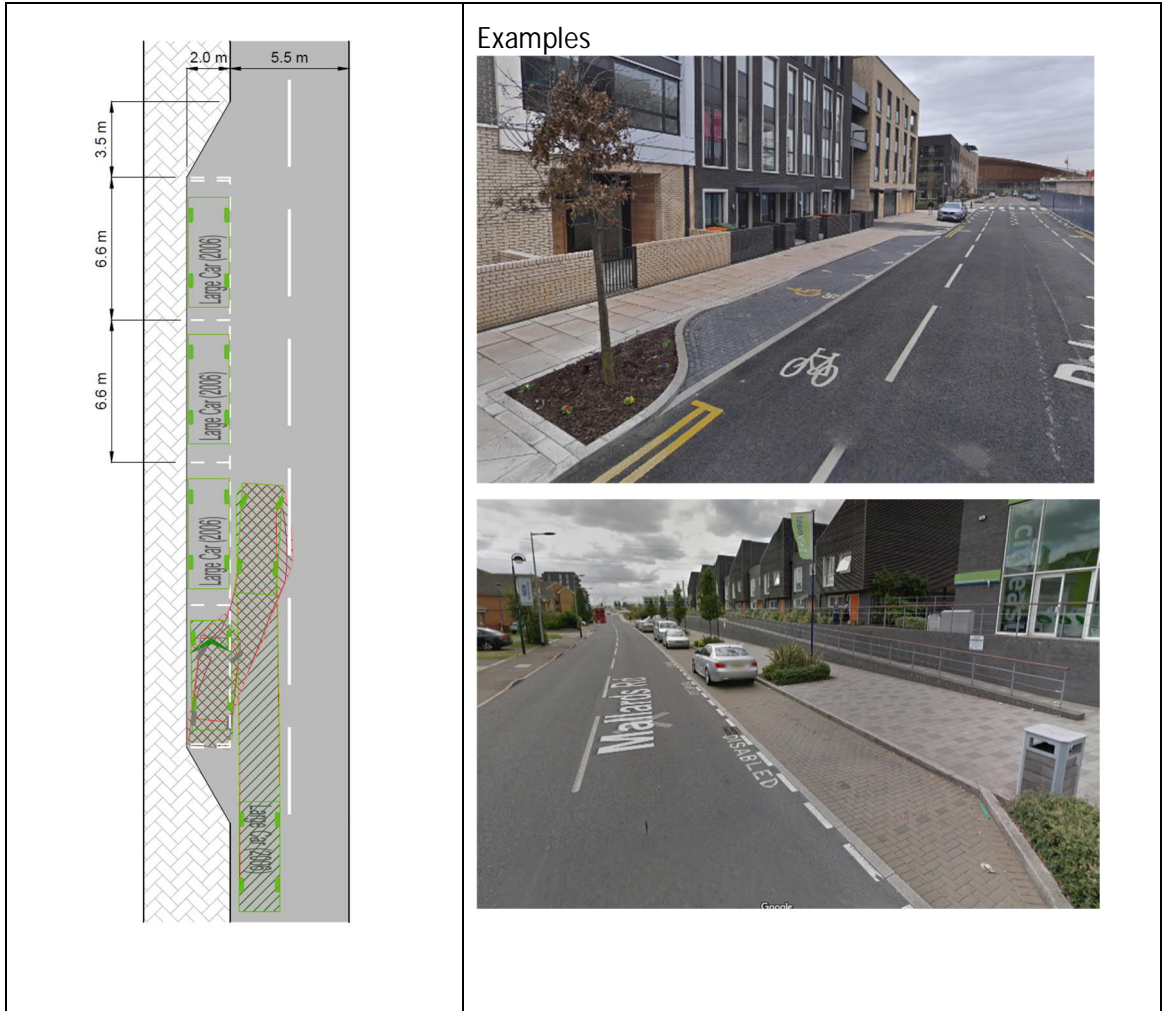 2.0 m
5.5 m
3.5 m
6.6 m
6.6 m
Large Car (2006)
Large Car (2006)
Large Car (2006)
Large Car (2006)
Examples
Mallards Rd
DISABLED
Google